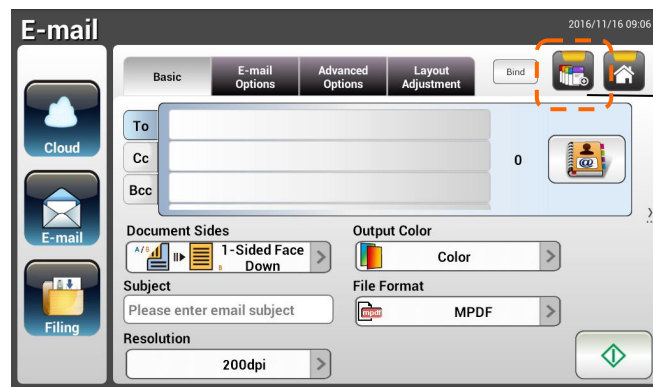 E-mail
2016/11/16 09:06
Basic
E-mail
Options
Advanced
Options
Layout
Adjustment
Bind
To
Cc
Bcc
0
@
Cloud
E-mail
Filing
Document Sides
Output Color
A/B
B
1-Sided Face
Down
Color
Subject
File Format
Please enter email subject
mpdf
MPDF
Resolution
200dpi